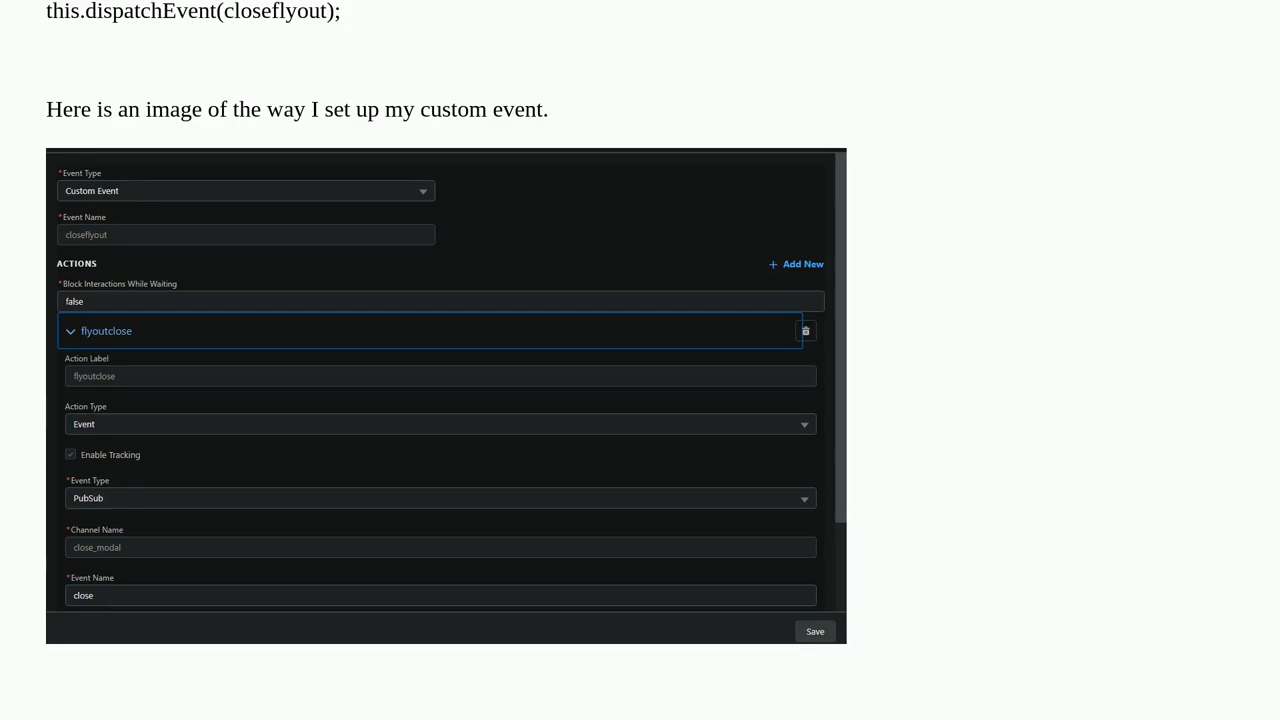 this.dispatchEvent(closeflyout);
Here is an image of the way I set up my custom event.
*Event Type
Custom Event
*Event Name
closeflyout
ACTIONS
+ Add New
*Block Interactions While Waiting
false
flyoutclose
Action Label
flyoutclose
Action Type
Event
Enable Tracking
*Event Type
PubSub
*Channel Name
close_modal
*Event Name
close
Save